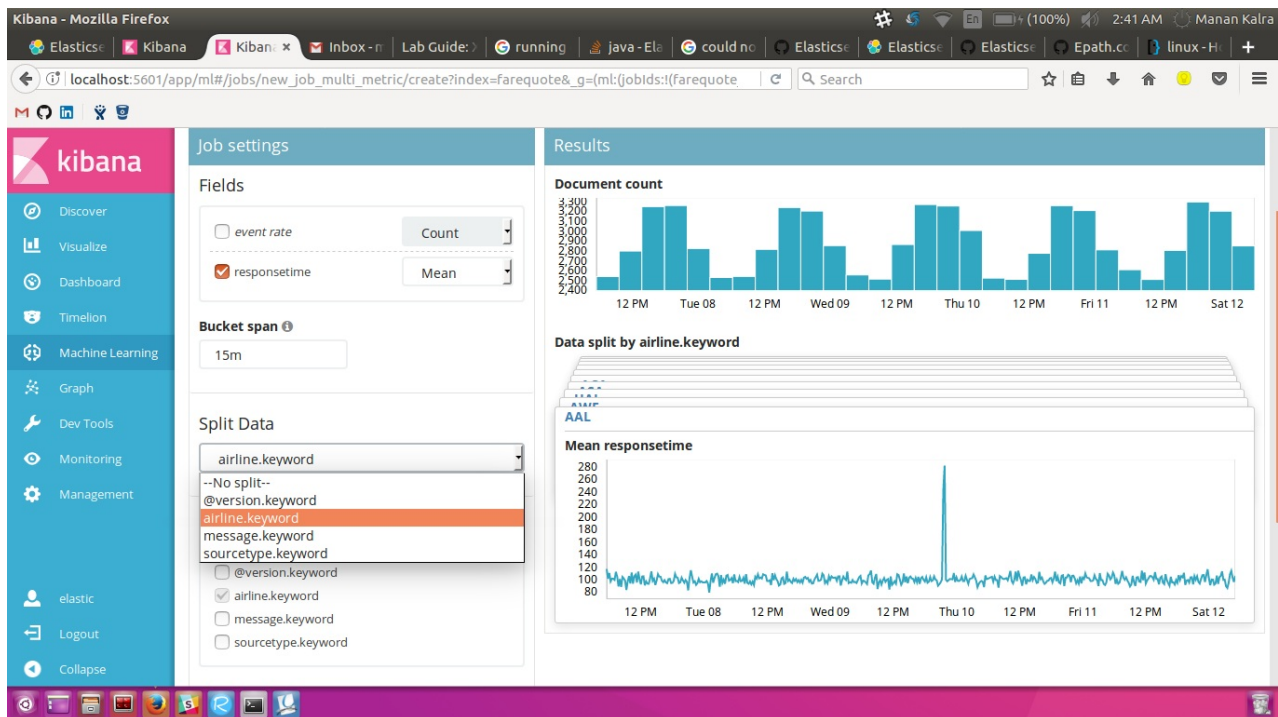 Kibana - Mozilla Firefox
En (100%) 2:41 AM Manan Kalra
Elasticse Kibana Kibana × Inbox - m Lab Guide: running java - Ela could no Elasticse Elasticse Elasticse Epath.cc linux - H +
localhost:5601/app/ml#/jobs/new_job_multi_metric/create?index=farequote&_g=(ml:(jobIds:!(farequote
Search
kibana
Discover
Visualize
Dashboard
Timelion
Machine Learning
Graph
Dev Tools
Monitoring
Management
elastic
Logout
Collapse
Job settings
Fields
event rate Count
responsetime Mean
Bucket span
15m
Split Data
airline.keyword
--No split--
@version.keyword
airline.keyword
message.keyword
sourcetype.keyword
@version.keyword
airline.keyword
message.keyword
sourcetype.keyword
Results
Document count
3,300
3,200
3,100
3,000
2,900
2,800
2,700
2,600
2,500
2,400
12 PM Tue 08 12 PM Wed 09 12 PM Thu 10 12 PM Fri 11 12 PM Sat 12
Data split by airline.keyword
AAL
Mean responsetime
280
260
240
220
200
180
160
140
120
100
80
12 PM Tue 08 12 PM Wed 09 12 PM Thu 10 12 PM Fri 11 12 PM Sat 12